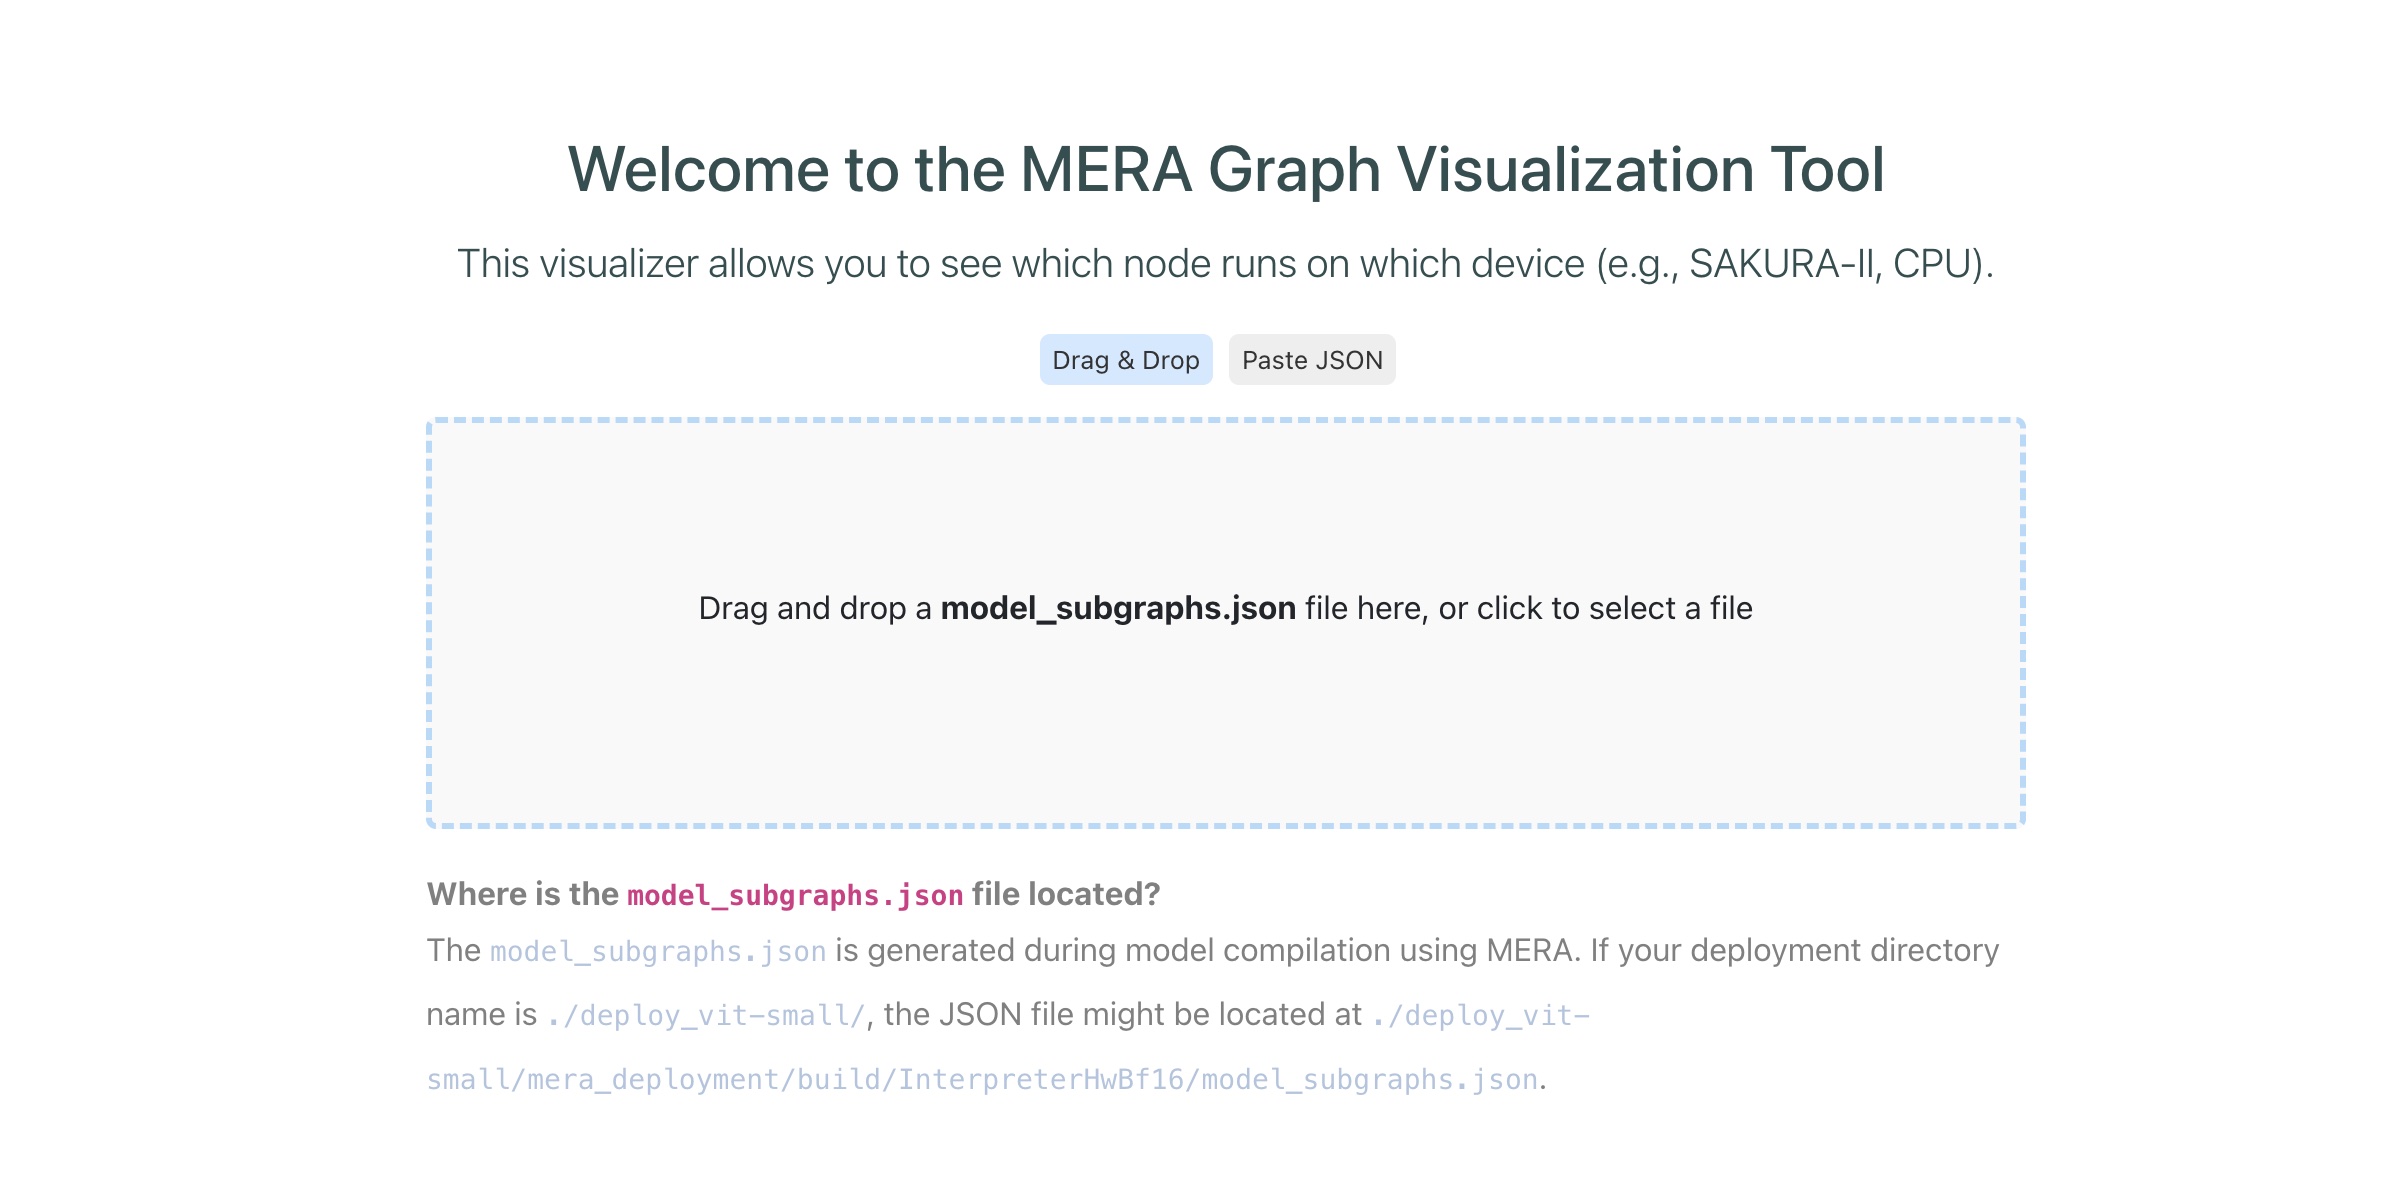 Welcome to the MERA Graph Visualization Tool
This visualizer allows you to see which node runs on which device (e.g., SAKURA-II, CPU).
Drag & Drop
Paste JSON
Drag and drop a model_subgraphs.json file here, or click to select a file
Where is the model_subgraphs.json file located?
The model_subgraphs.json is generated during model compilation using MERA. If your deployment directory
name is ./deploy_vit-small/, the JSON file might be located at ./deploy_vit-
small/mera_deployment/build/InterpreterHwBf16/model_subgraphs.json.